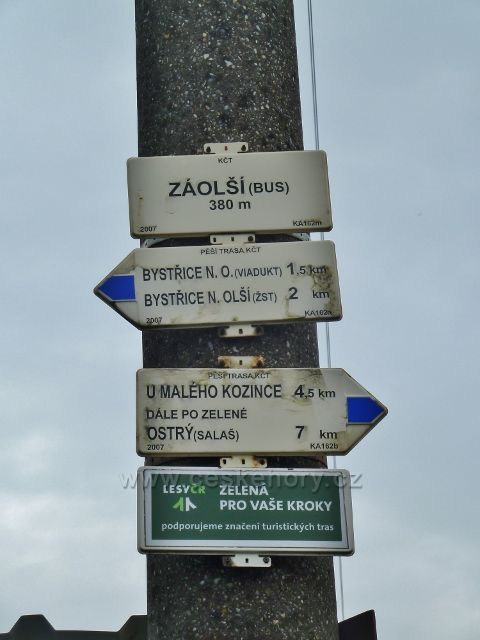 KČT
ZÁOLŠÍ (BUS)
380 m
2007 KA162m
PĚŠÍ TRASA KČT
BYSTŘICE N. O. (VIADUKT) 1,5 km
BYSTŘICE N. OLŠÍ (ŽST) 2 km
2007 KA162a
PĚŠÍ TRASA KČT
U MALÉHO KOZINCE 4,5 km
DÁLE PO ZELENÉ
OSTRÝ (SALAŠ) 7 km
2007 KA162b
www.ceskehory.cz
LESY ČR ZELENÁ
PRO VAŠE KROKY
podporujeme značení turistických tras